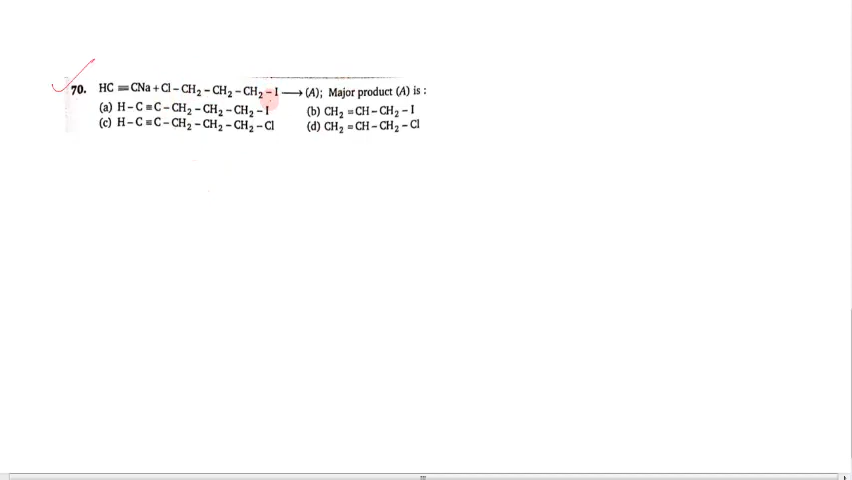 70. HC ≡ CNa + Cl – CH₂ – CH₂ – CH₂ – I ⟶ (A); Major product (A) is :
(a) H – C ≡ C – CH₂ – CH₂ – CH₂ – I (b) CH₂ = CH – CH₂ – I
(c) H – C ≡ C – CH₂ – CH₂ – CH₂ – Cl (d) CH₂ = CH – CH₂ – Cl